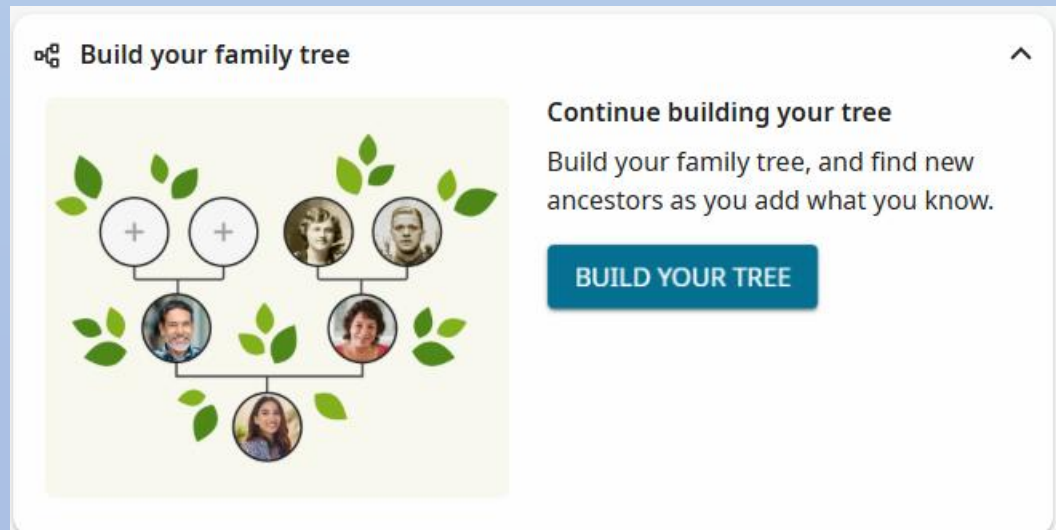 Build your family tree
Continue building your tree
Build your family tree, and find new
ancestors as you add what you know.
BUILD YOUR TREE